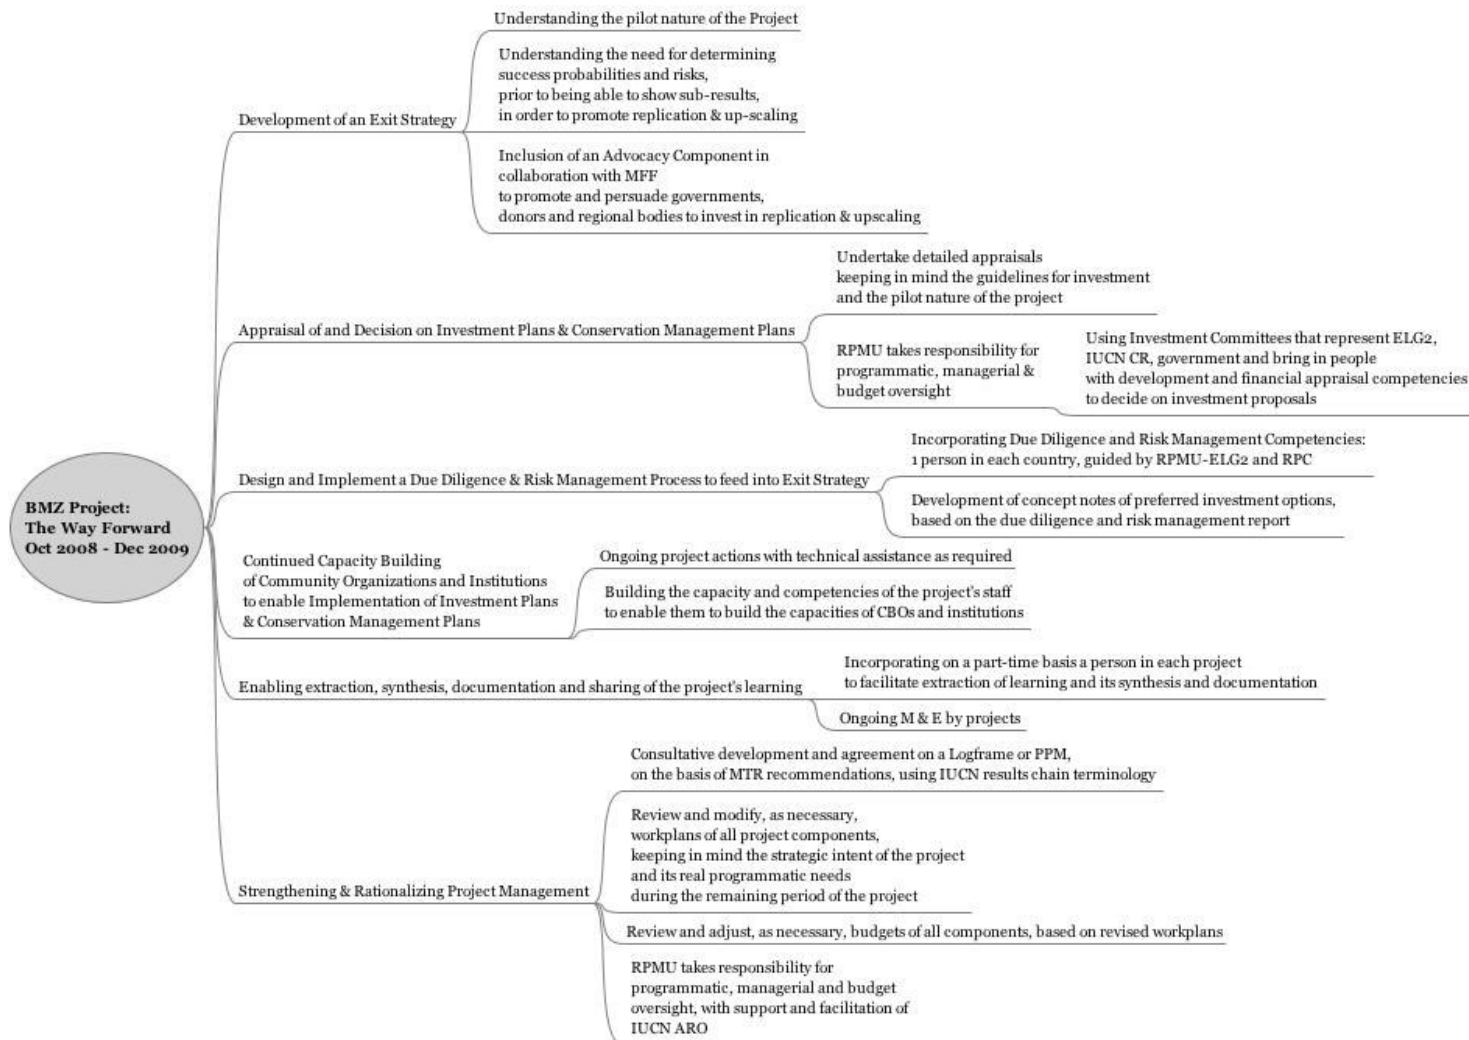 Understanding the pilot nature of the Project
Understanding the need for determining
success probabilities and risks,
prior to being able to show sub-results,
in order to promote replication & up-scaling
Development of an Exit Strategy
Inclusion of an Advocacy Component in
collaboration with MFF
to promote and persuade governments,
donors and regional bodies to invest in replication & upscaling
Undertake detailed appraisals
keeping in mind the guidelines for investment
and the pilot nature of the project
Appraisal of and Decision on Investment Plans & Conservation Management Plans
RPMU takes responsibility for
programmatic, managerial &
budget oversight
Using Investment Committees that represent ELG2,
IUCN CR, government and bring in people
with development and financial appraisal competencies
to decide on investment proposals
Incorporating Due Diligence and Risk Management Competencies:
1 person in each country, guided by RPMU-ELG2 and RPC
Design and Implement a Due Diligence & Risk Management Process to feed into Exit Strategy
Development of concept notes of preferred investment options,
based on the due diligence and risk management report
BMZ Project:
The Way Forward
Oct 2008 - Dec 2009
Continued Capacity Building
of Community Organizations and Institutions
to enable Implementation of Investment Plans
& Conservation Management Plans
Ongoing project actions with technical assistance as required
Building the capacity and competencies of the project's staff
to enable them to build the capacities of CBOs and institutions
Incorporating on a part-time basis a person in each project
to facilitate extraction of learning and its synthesis and documentation
Enabling extraction, synthesis, documentation and sharing of the project's learning
Ongoing M & E by projects
Consultative development and agreement on a Logframe or PPM,
on the basis of MTR recommendations, using IUCN results chain terminology
Review and modify, as necessary,
workplans of all project components,
keeping in mind the strategic intent of the project
and its real programmatic needs
during the remaining period of the project
Strengthening & Rationalizing Project Management
Review and adjust, as necessary, budgets of all components, based on revised workplans
RPMU takes responsibility for
programmatic, managerial and budget
oversight, with support and facilitation of
IUCN ARO